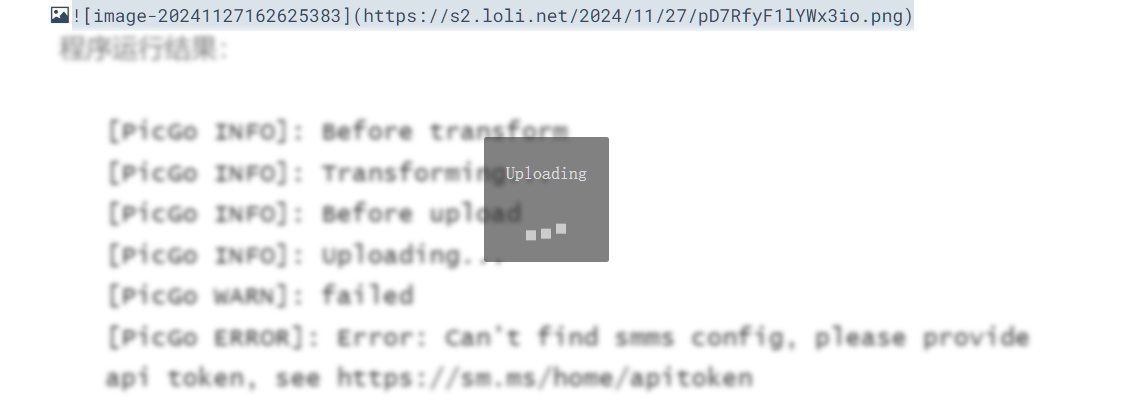 ![image-20241127162625383](https://s2.loli.net/2024/11/27/pD7RfyF1lYWx3io.png)
程序运行结果:
[PicGo INFO]: Before transform
[PicGo INFO]: Transforming...
[PicGo INFO]: Before upload
[PicGo INFO]: Uploading...
[PicGo WARN]: failed
[PicGo ERROR]: Error: Can't find smms config, please provide
api token, see https://sm.ms/home/apitoken
Uploading